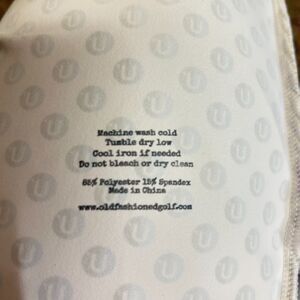 Machine wash cold
Tumble dry low
Cool iron if needed
Do not bleach or dry clean
85% Polyester 15% Spandex
Made in China
www.oldfashionedgolf.com